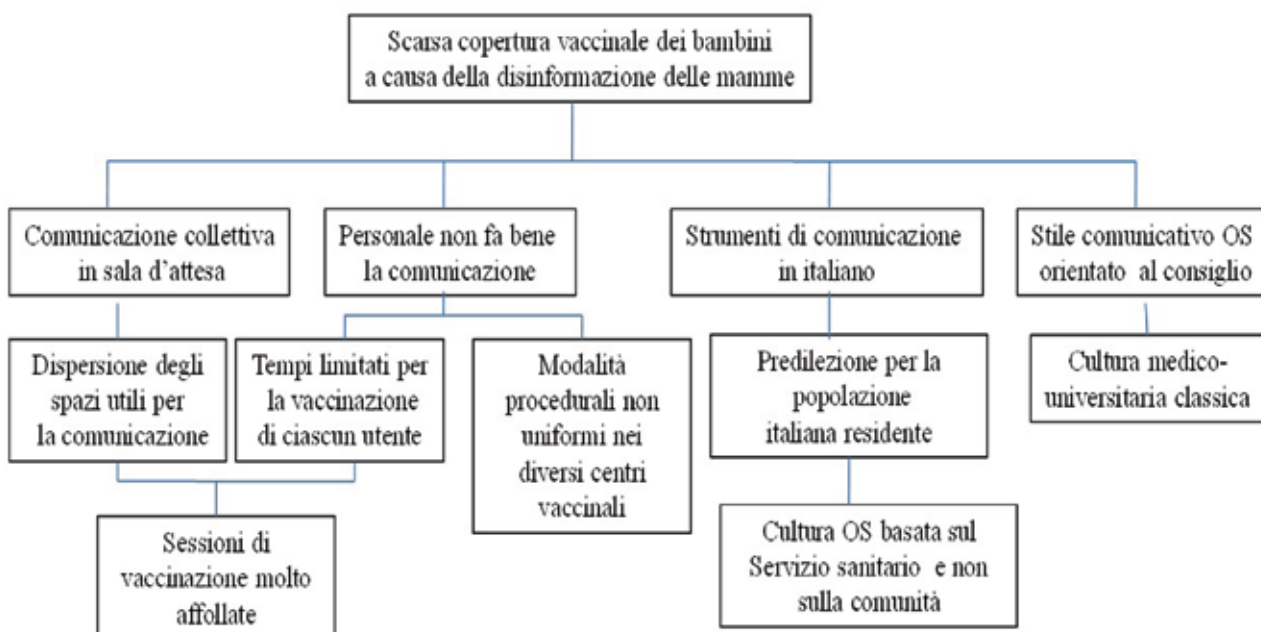 Scarsa copertura vaccinale dei bambini
a causa della disinformazione delle mamme
Comunicazione collettiva
in sala d'attesa
Personale non fà bene
la comunicazione
Strumenti di comunicazione
in italiano
Stile comunicativo OS
orientato al consiglio
Dispersione degli
spazi utili per
la comunicazione
Tempi limitati per
la vaccinazione
di ciascun utente
Modalità
procedurali non
uniformi nei
diversi centri
vaccinali
Predilezione per la
popolazione
italiana residente
Cultura medico-
universitaria classica
Sessioni di
vaccinazione molto
affollate
Cultura OS basata sul
Servizio sanitario e non
sulla comunità